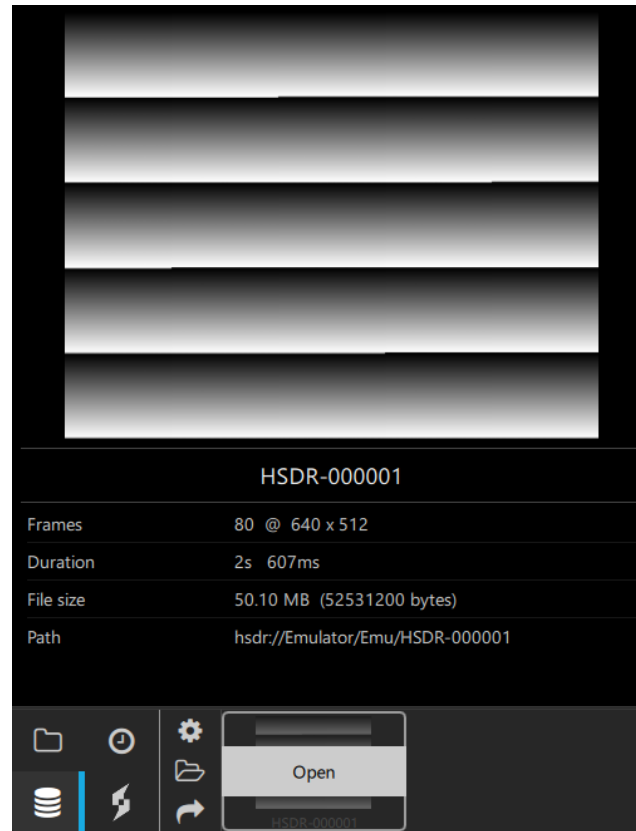 HSDR-000001
Frames 80 @ 640 x 512
Duration 2s 607ms
File size 50.10 MB (52531200 bytes)
Path hsdr://Emulator/Emu/HSDR-000001
Open
HSDR-000001